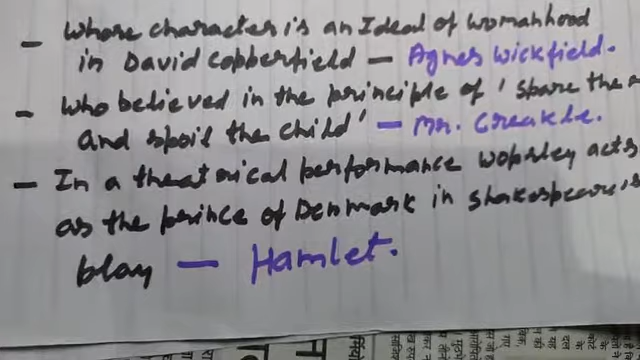 - Whose character is an Ideal of womanhood
in David Copperfield - Agnes Wickfield.
- Who believed in the principle of 'Spare the
and spoil the child' - Mr. Creakle.
- In a theatrical performance Wopsley acts
as the prince of Denmark in Shakespeare's
play - Hamlet.